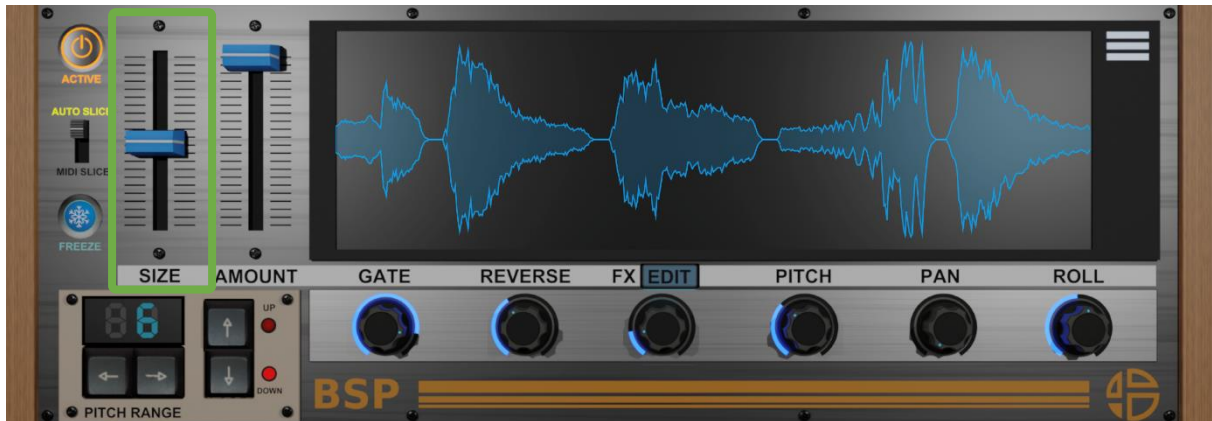 ACTIVE
AUTO SLICE
MIDI SLICE
FREEZE
SIZE AMOUNT GATE REVERSE FX EDIT PITCH PAN ROLL
6
UP
DOWN
PITCH RANGE
BSP